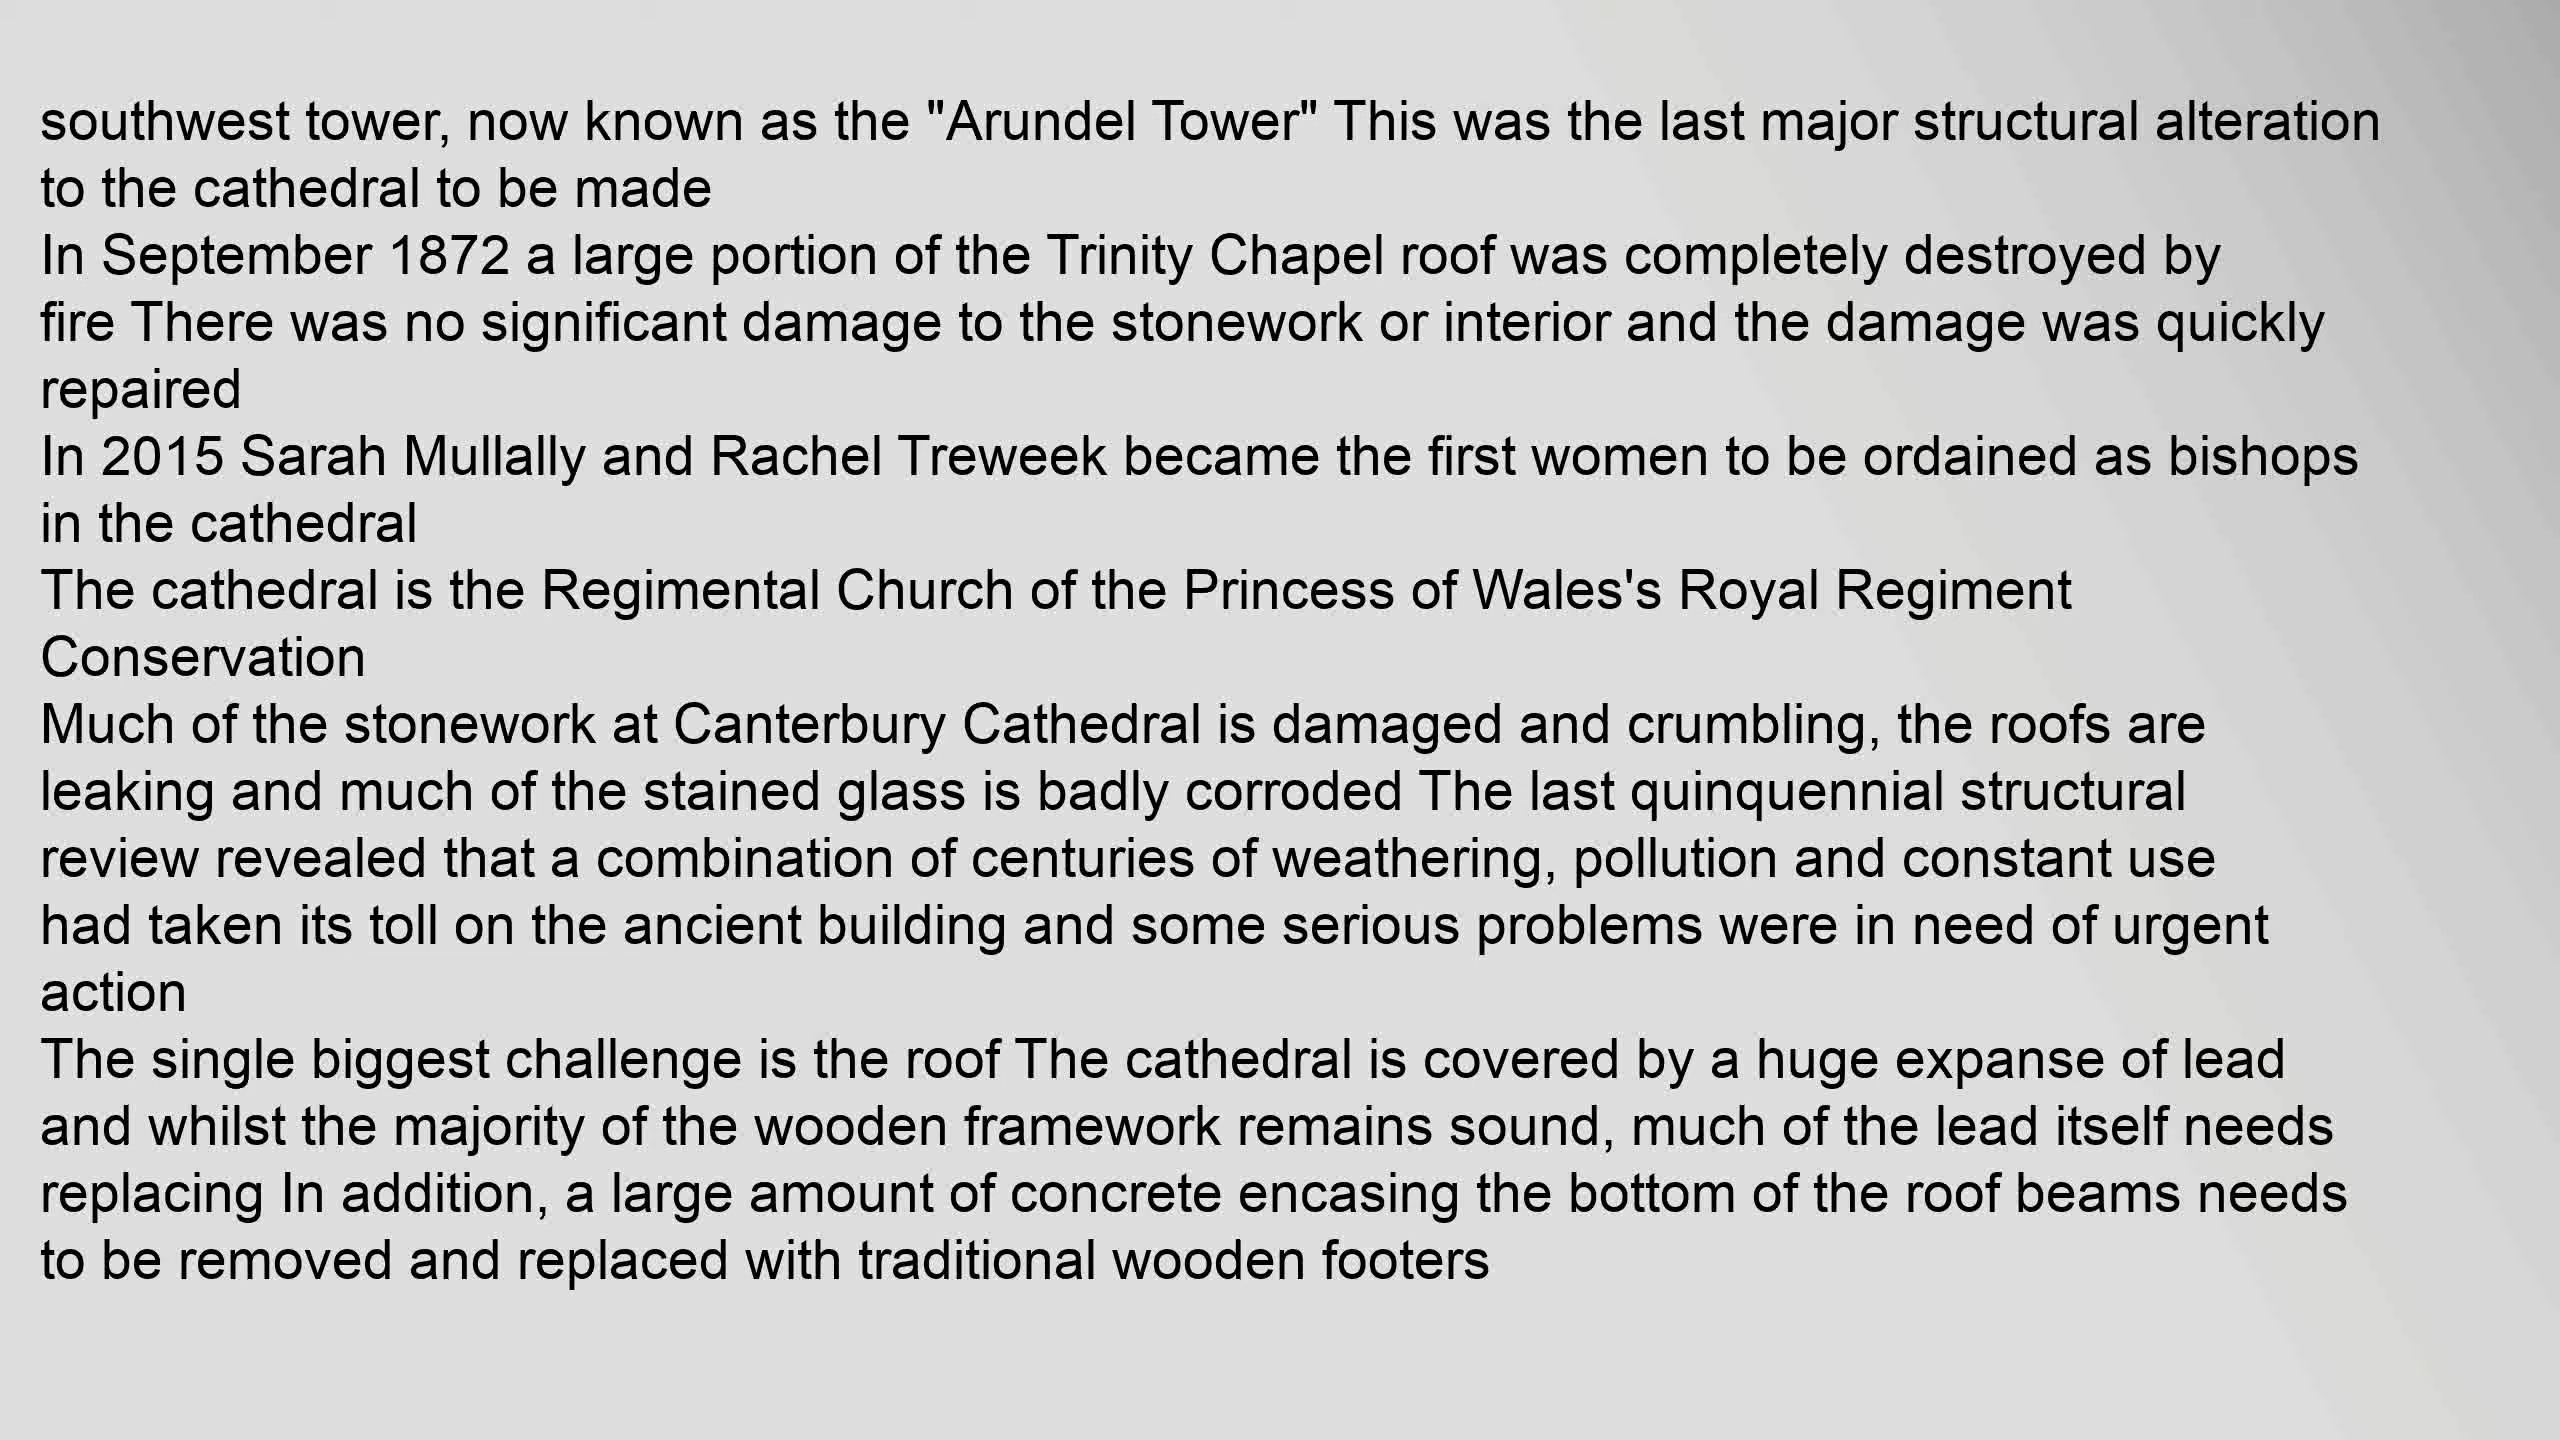 southwest tower, now known as the "Arundel Tower" This was the last major structural alteration
to the cathedral to be made
In September 1872 a large portion of the Trinity Chapel roof was completely destroyed by
fire There was no significant damage to the stonework or interior and the damage was quickly
repaired
In 2015 Sarah Mullally and Rachel Treweek became the first women to be ordained as bishops
in the cathedral
The cathedral is the Regimental Church of the Princess of Wales's Royal Regiment
Conservation
Much of the stonework at Canterbury Cathedral is damaged and crumbling, the roofs are
leaking and much of the stained glass is badly corroded The last quinquennial structural
review revealed that a combination of centuries of weathering, pollution and constant use
had taken its toll on the ancient building and some serious problems were in need of urgent
action
The single biggest challenge is the roof The cathedral is covered by a huge expanse of lead
and whilst the majority of the wooden framework remains sound, much of the lead itself needs
replacing In addition, a large amount of concrete encasing the bottom of the roof beams needs
to be removed and replaced with traditional wooden footers